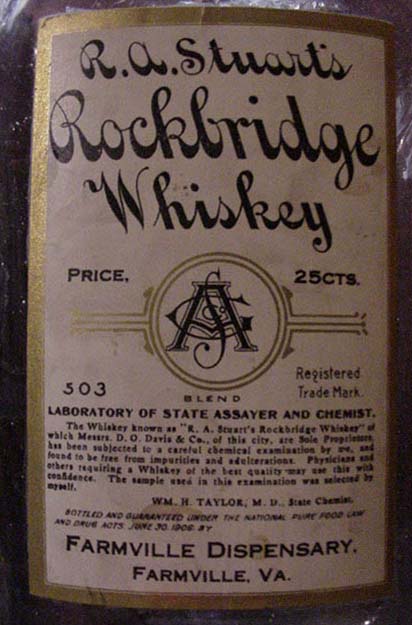 R. A. Stuart's
Rockbridge
Whiskey
PRICE, 25CTS.
503
Registered
Trade Mark.
BLEND
LABORATORY OF STATE ASSAYER AND CHEMIST.
The Whiskey known as "R. A. Stuart's Rockbridge Whiskey" of
which Messrs. D. O. Davis & Co., of this city, are Sole Proprietors,
has been subjected to a careful chemical examination by me, and
found to be free from impurities and adulterations. Physicians and
others requiring a Whiskey of the best quality may use this with
confidence. The sample used in this examination was selected by
myself.
WM. H. TAYLOR, M. D., State Chemist.
BOTTLED AND GUARANTEED UNDER THE NATIONAL PURE FOOD LAW
AND DRUG ACTS. JUNE 30, 1906. BY
FARMVILLE DISPENSARY.
FARMVILLE, VA.